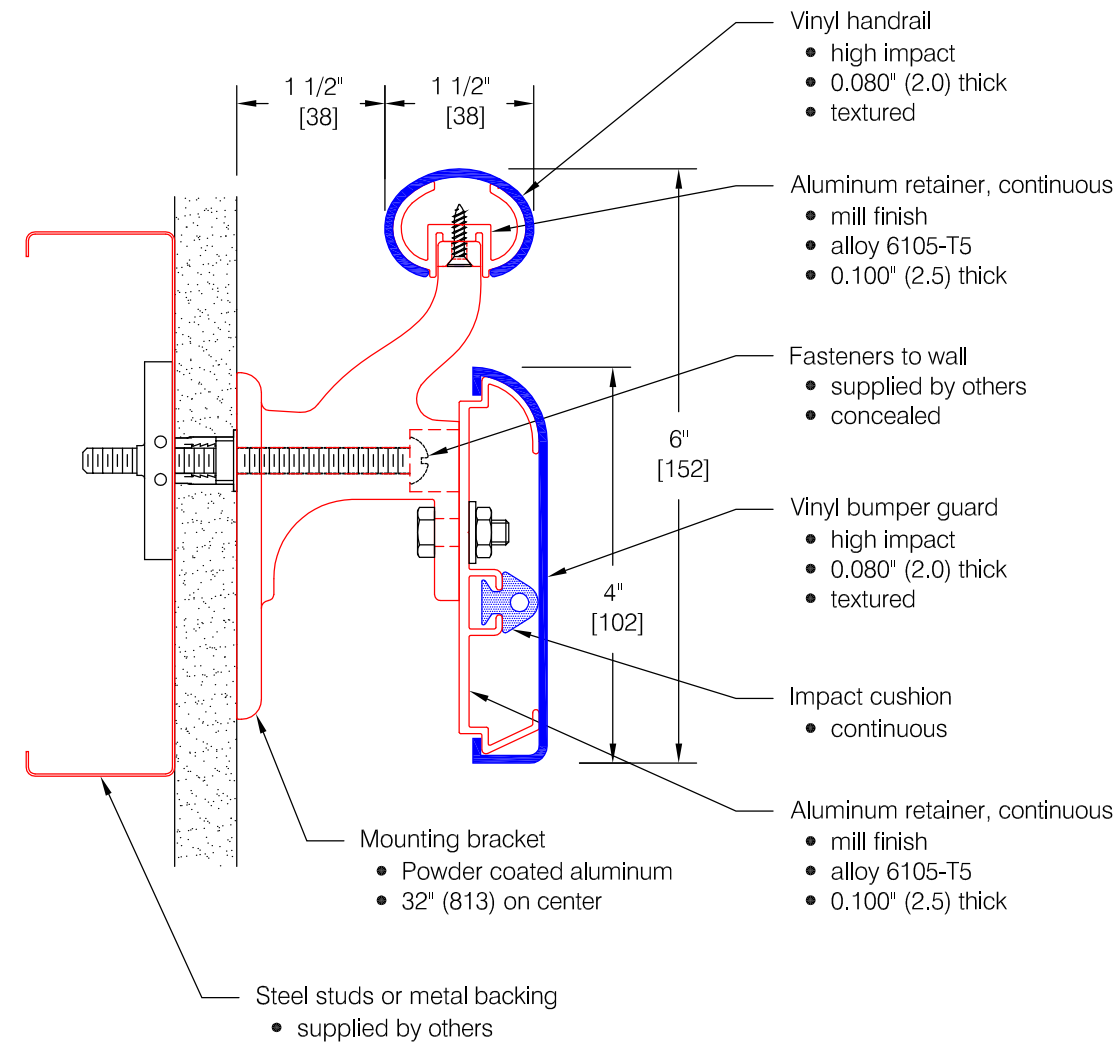 Vinyl handrail
• high impact
• 0.080" (2.0) thick
• textured
1 1/2"
[38]
1 1/2"
[38]
Aluminum retainer, continuous
• mill finish
• alloy 6105-T5
• 0.100" (2.5) thick
Fasteners to wall
• supplied by others
• concealed
6"
[152]
Vinyl bumper guard
• high impact
• 0.080" (2.0) thick
• textured
4"
[102]
Impact cushion
• continuous
Aluminum retainer, continuous
• mill finish
• alloy 6105-T5
• 0.100" (2.5) thick
Mounting bracket
• Powder coated aluminum
• 32" (813) on center
Steel studs or metal backing
• supplied by others